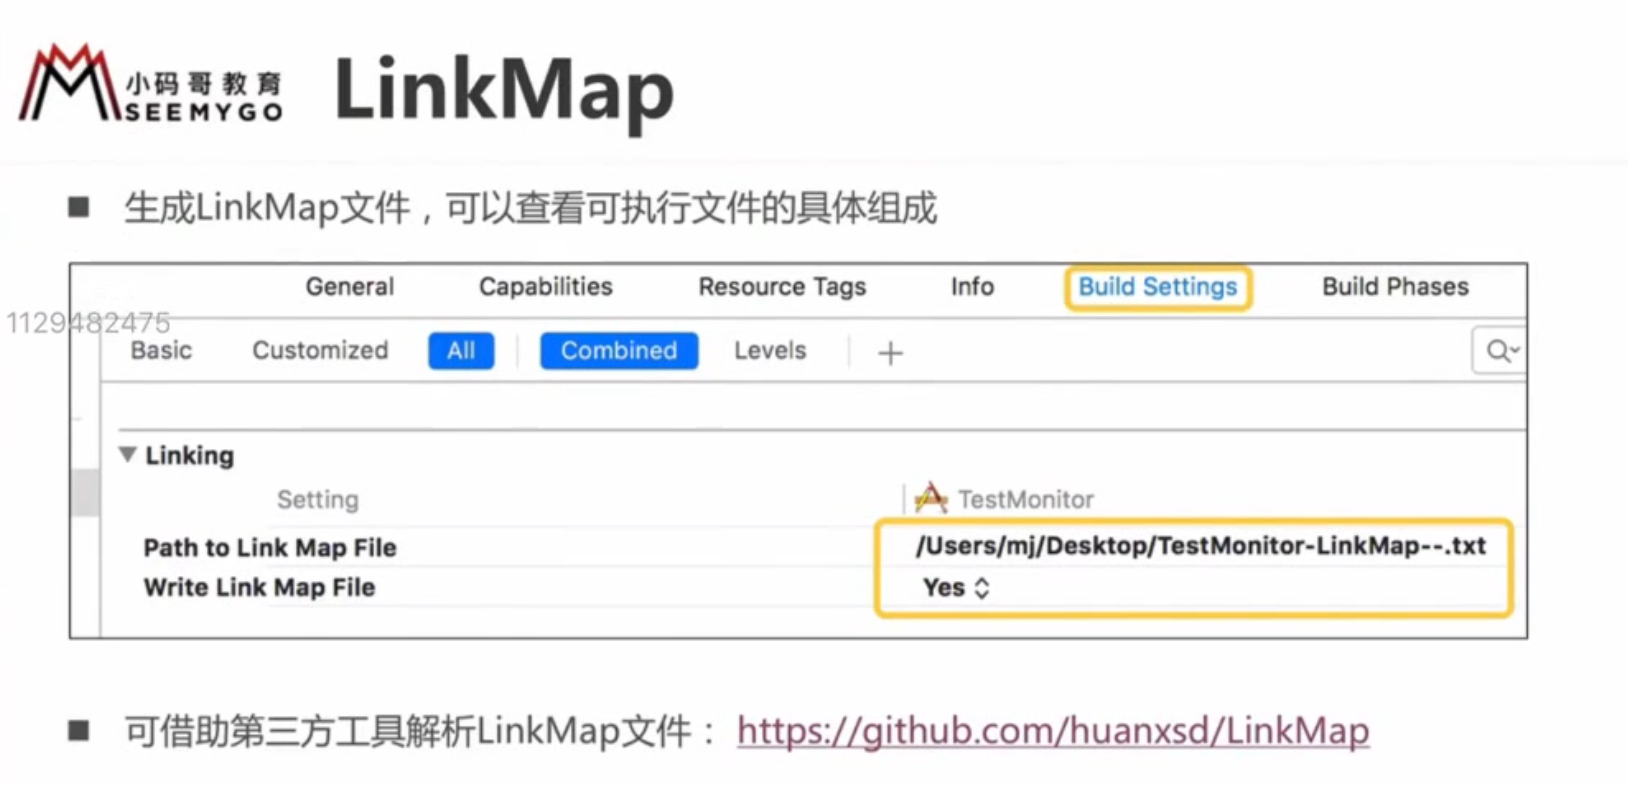 小码哥教育
SEEMYGO
LinkMap
■ 生成LinkMap文件，可以查看可执行文件的具体组成
General Capabilities Resource Tags Info Build Settings Build Phases
1129482475
Basic Customized All Combined Levels +
Linking
Setting TestMonitor
Path to Link Map File /Users/mj/Desktop/TestMonitor-LinkMap--.txt
Write Link Map File Yes
■ 可借助第三方工具解析LinkMap文件： https://github.com/huanxsd/LinkMap